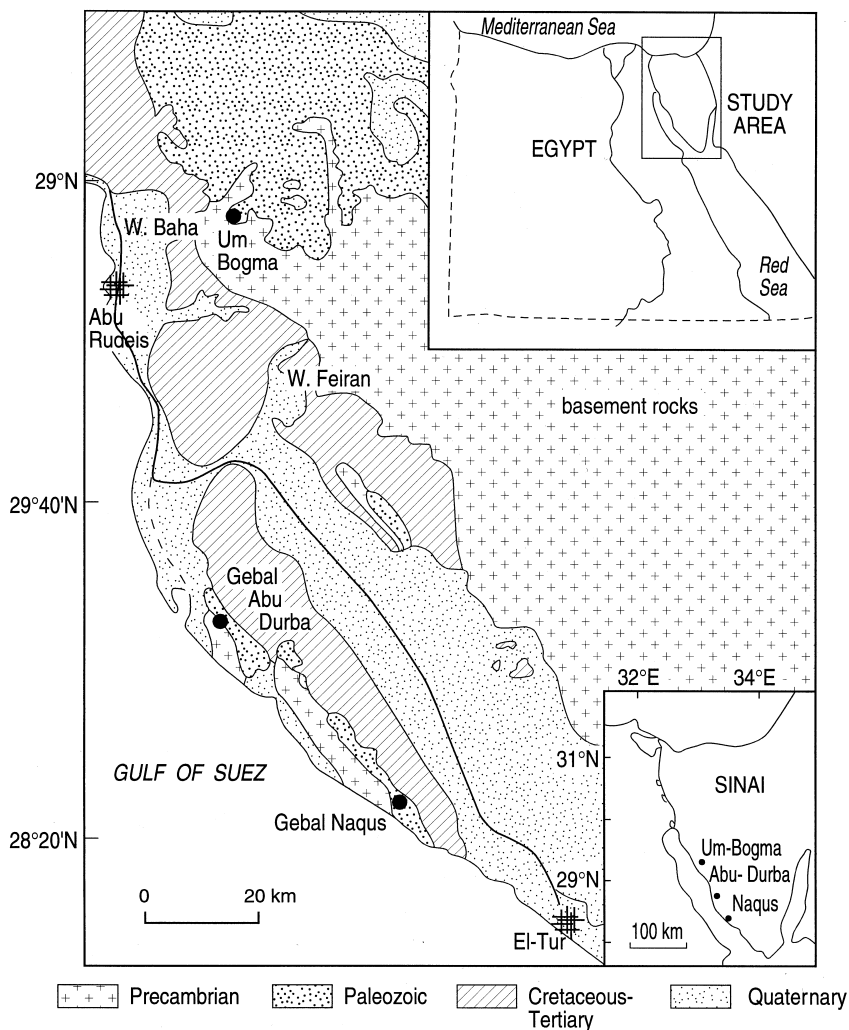 Mediterranean Sea
STUDY
AREA
EGYPT
Red
Sea
29°N
W. Baha
Um
Bogma
Abu
Rudeis
W. Feiran
basement rocks
29°40'N
Gebal
Abu
Durba
32°E
34°E
GULF OF SUEZ
31°N
SINAI
Gebal Naqus
28°20'N
Um-Bogma
Abu- Durba
Naqus
29°N
0
20 km
100 km
El-Tur
Precambrian
Paleozoic
Cretaceous-
Tertiary
Quaternary